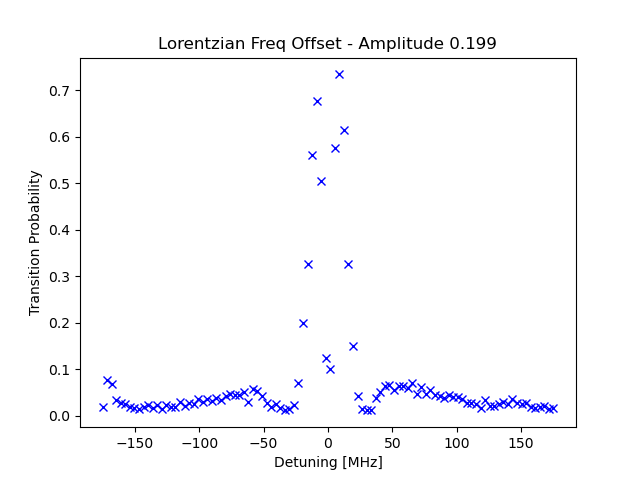 Lorentzian Freq Offset - Amplitude 0.199
Transition Probability
0.7
0.6
0.5
0.4
0.3
0.2
0.1
0.0
−150 −100 −50 0 50 100 150
Detuning [MHz]